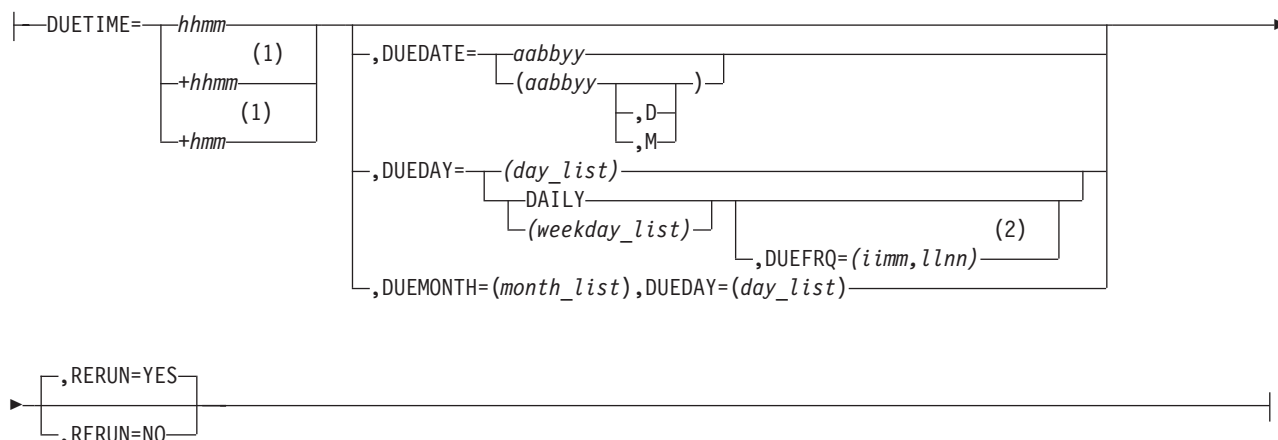 DUETIME= hhmm
(1)
,DUEDATE= aabbyy
+hhmm (aabbyy )
(1) ,D
+hmm ,M
,DUEDAY= (day_list)
DAILY
(weekday_list) (2)
,DUEFRQ=(iimm,llnn)
,DUEMONTH=(month_list),DUEDAY=(day_list)
,RERUN=YES
,RERUN=NO